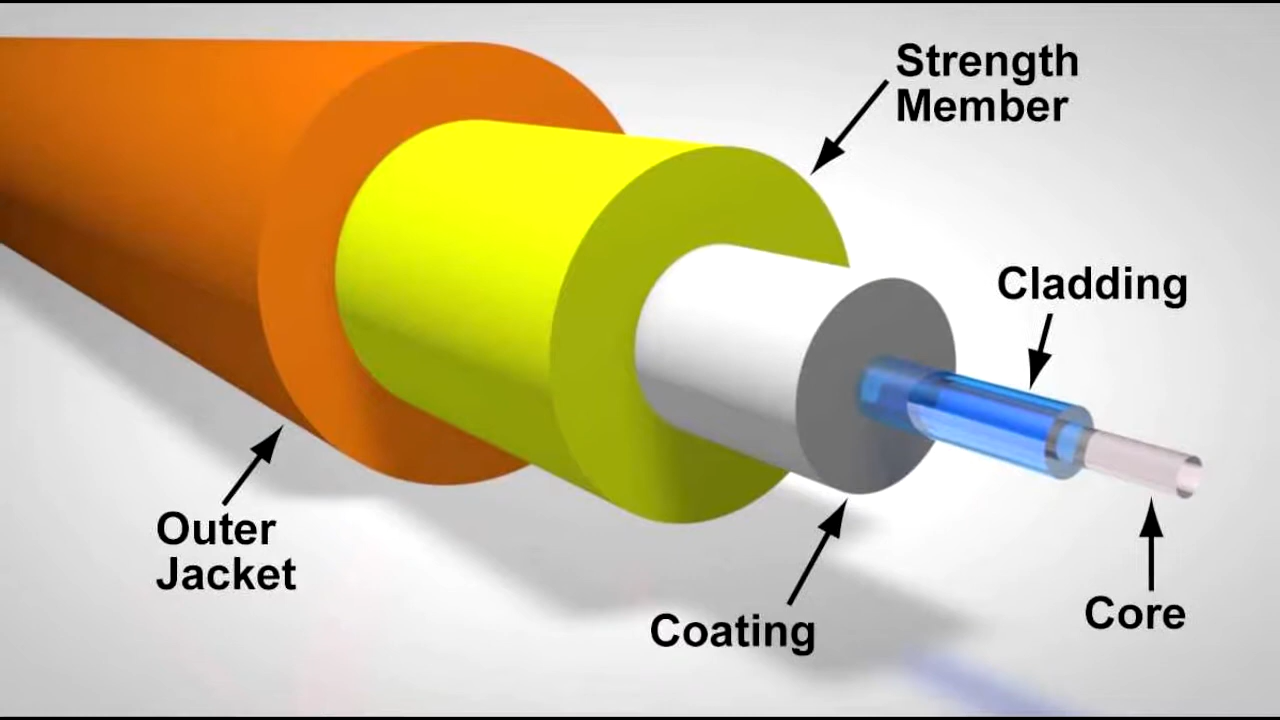 Strength
Member
Cladding
Outer
Jacket
Coating
Core